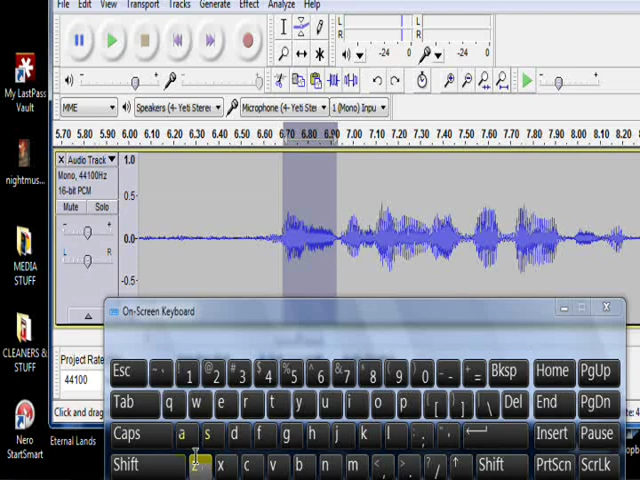 File Edit View Transport Tracks Generate Effect Analyze Help
L
R
-24 0
L
R
-24 0
My LastPass
Vault
MME
Speakers (4- Yeti Stereo
Microphone (4- Yeti Ster
1 (Mono) Inpu
5.70 5.80 5.90 6.00 6.10 6.20 6.30 6.40 6.50 6.60 6.70 6.80 6.90 7.00 7.10 7.20 7.30 7.40 7.50 7.60 7.70 7.80 7.90 8.00 8.10 8.20
nightmus...
X Audio Track
Mono, 44100Hz
16-bit PCM
Mute Solo
L R
1.0
0.5
0.0
-0.5
MEDIA
STUFF
On-Screen Keyboard
CLEANERS &
STUFF
Project Rate
44100
Click and drag
Nero
StartSmart
Eternal Lands
Esc ~ ` ! 1 @ 2 # 3 $ 4 % 5 ^ 6 & 7 * 8 ( 9 ) 0 _ - + = Bksp Home PgUp
Tab q w e r t y u i o p { [ } ] | \ Del End PgDn
Caps a s d f g h j k l : ; " ' Insert Pause
Shift z x c v b n m < , > . ? / Shift PrtScn ScrLk